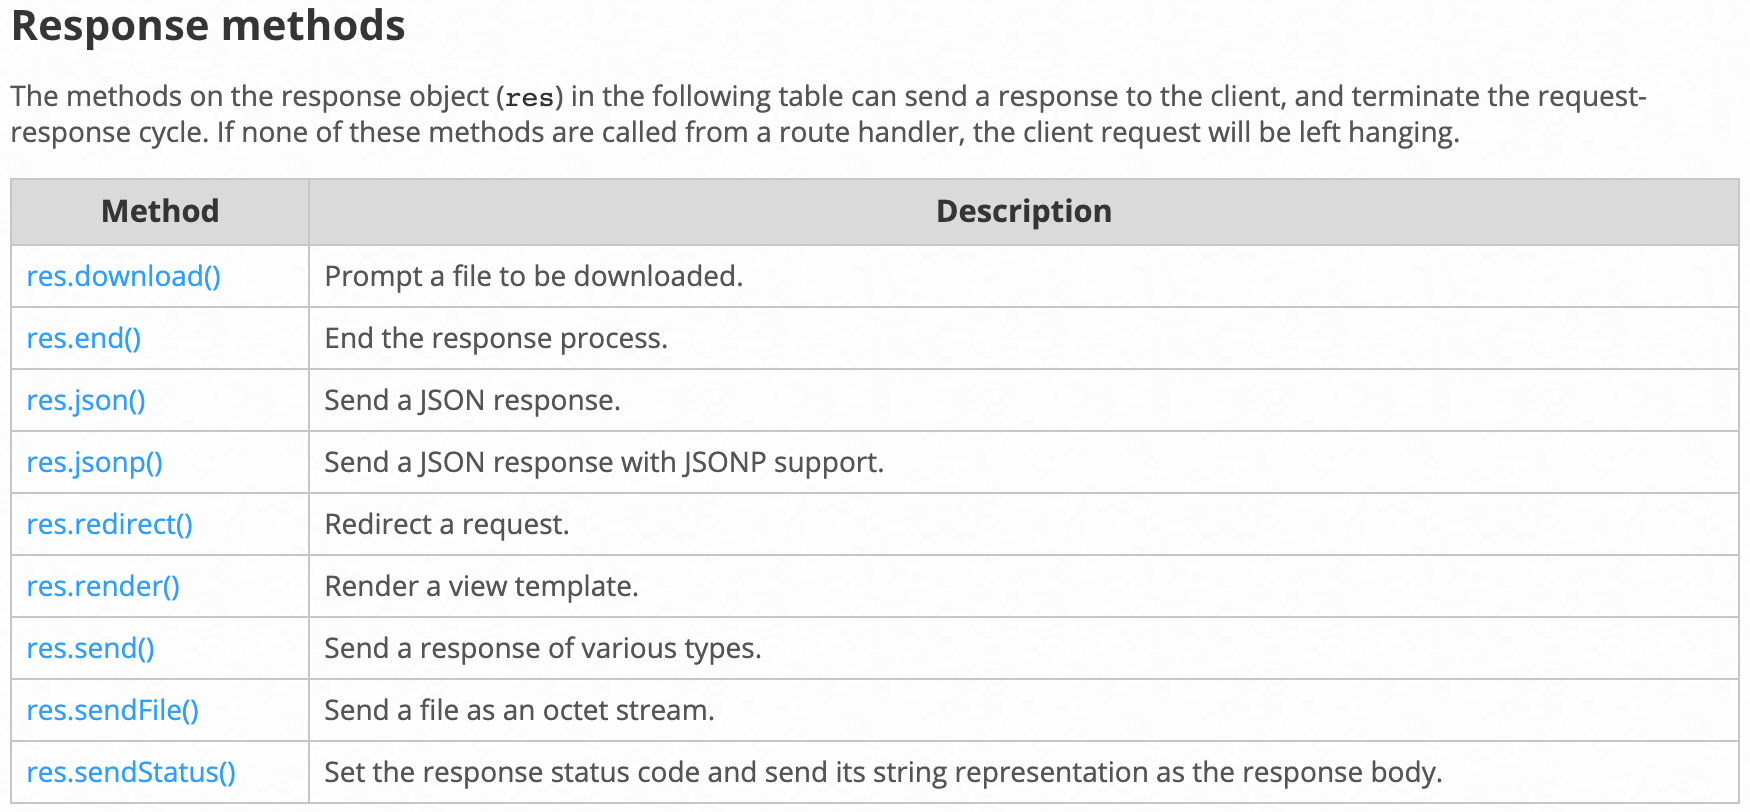 Response methods
The methods on the response object (res) in the following table can send a response to the client, and terminate the request-
response cycle. If none of these methods are called from a route handler, the client request will be left hanging.
Method Description
res.download() Prompt a file to be downloaded.
res.end() End the response process.
res.json() Send a JSON response.
res.jsonp() Send a JSON response with JSONP support.
res.redirect() Redirect a request.
res.render() Render a view template.
res.send() Send a response of various types.
res.sendFile() Send a file as an octet stream.
res.sendStatus() Set the response status code and send its string representation as the response body.